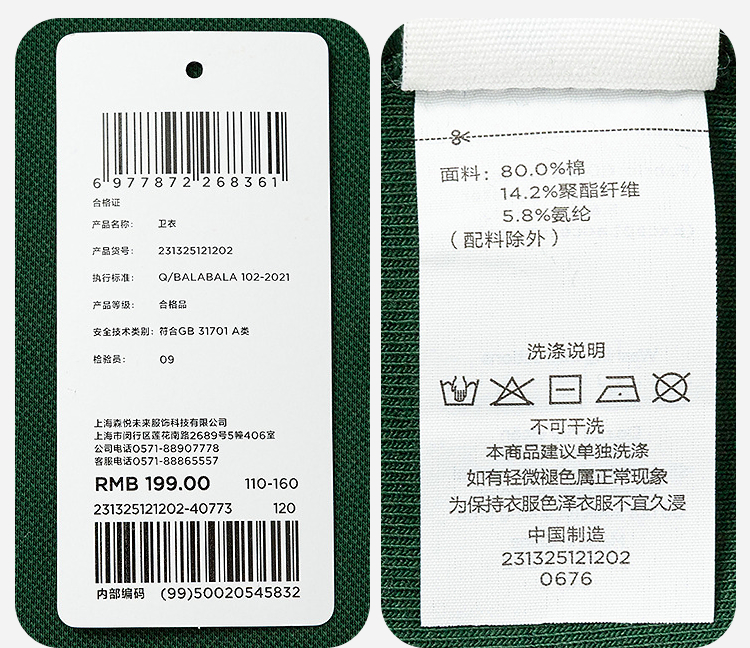 6 977872 268361
合格证
产品名称: 卫衣
产品货号: 231325121202
执行标准: Q/BALABALA 102-2021
产品等级: 合格品
安全技术类别: 符合GB 31701 A类
检验员: 09
上海森悦未来服饰科技有限公司
上海市闵行区莲花南路2689号5幢406室
公司电话0571-88907778
客服电话0571-88865557
RMB 199.00 110-160
231325121202-40773 120
内部编码 (99)50020545832
面料: 80.0%棉
14.2%聚酯纤维
5.8%氨纶
(配料除外)
洗涤说明
不可干洗
本商品建议单独洗涤
如有轻微褪色属正常现象
为保持衣服色泽衣服不宜久浸
中国制造
231325121202
0676